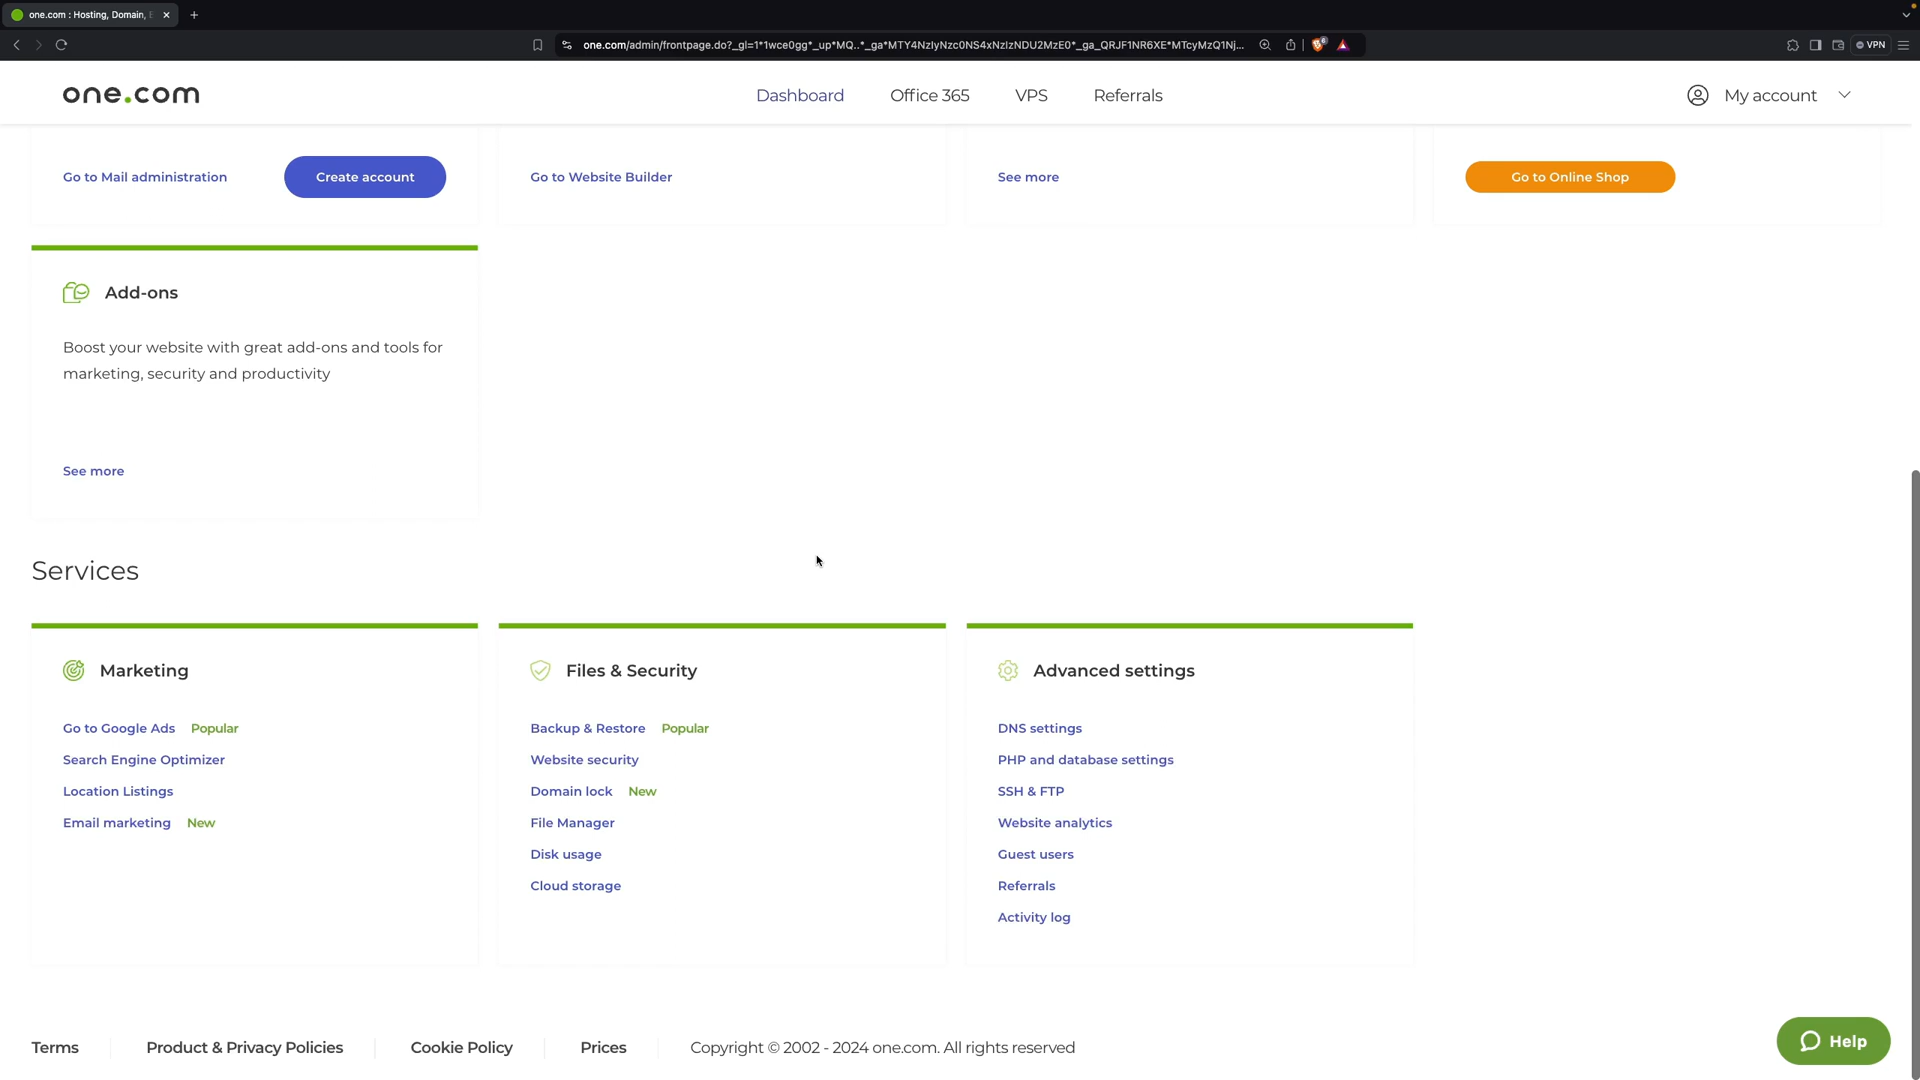 one.com : Hosting, Domain,
one.com/admin/frontpage.do?_gl=1*1wce0gg*_up*MQ..*_ga*MTY4NzIyNzc0NS4xNzIzNDU2MzE0*_ga_QRJF1NR6XE*MTcyMzQ1Nj...
VPN
one.com
Dashboard
Office 365
VPS
Referrals
My account
Go to Mail administration
Create account
Go to Website Builder
See more
Go to Online Shop
Add-ons
Boost your website with great add-ons and tools for
marketing, security and productivity
See more
Services
Marketing
Go to Google Ads Popular
Search Engine Optimizer
Location Listings
Email marketing New
Files & Security
Backup & Restore Popular
Website security
Domain lock New
File Manager
Disk usage
Cloud storage
Advanced settings
DNS settings
PHP and database settings
SSH & FTP
Website analytics
Guest users
Referrals
Activity log
Terms
Product & Privacy Policies
Cookie Policy
Prices
Copyright © 2002 - 2024 one.com. All rights reserved
Help